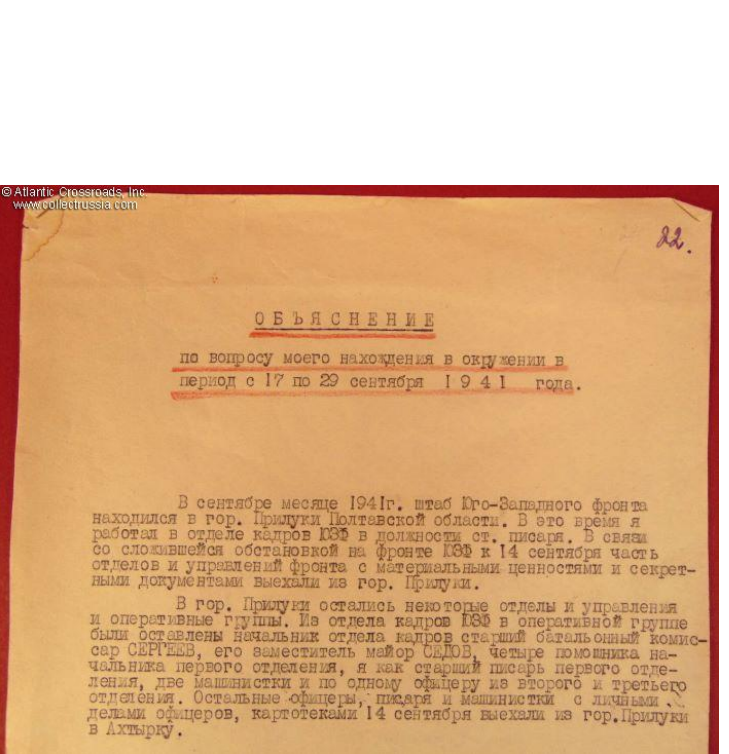 © Atlantic Crossroads, Inc.
www.collectrussia.com
22.
ОБЪЯСНЕНИЕ
по вопросу моего нахождения в окружении в
период с 17 по 29 сентября 1941 года.
В сентябре месяце 1941г. штаб Юго-Западного фронта
находился в гор. Прилуки Полтавской области. В это время я
работал в отделе кадров ЮЗФ в должности ст. писаря. В связи
со сложившейся обстановкой на фронте ЮЗФ к 14 сентября часть
отделов и управлений фронта с материальными ценностями и секрет-
ными документами выехали из гор. Прилуки.
В гор. Прилуки остались некоторые отделы и управления
и оперативные группы. Из отдела кадров ЮЗФ в оперативной группе
были оставлены начальник отдела кадров старший батальонный комис-
сар СЕРГЕЕВ, его заместитель майор СЕДОВ, четыре помошника на-
чальника первого отделения, я как старший писарь первого отде-
ления, две машинистки и по одному офицеру из второго и третьего
отделения. Остальные офицеры, писаря и машинистки с личными
делами офицеров, картотеками 14 сентября выехали из гор.Прилуки
в Ахтырку.